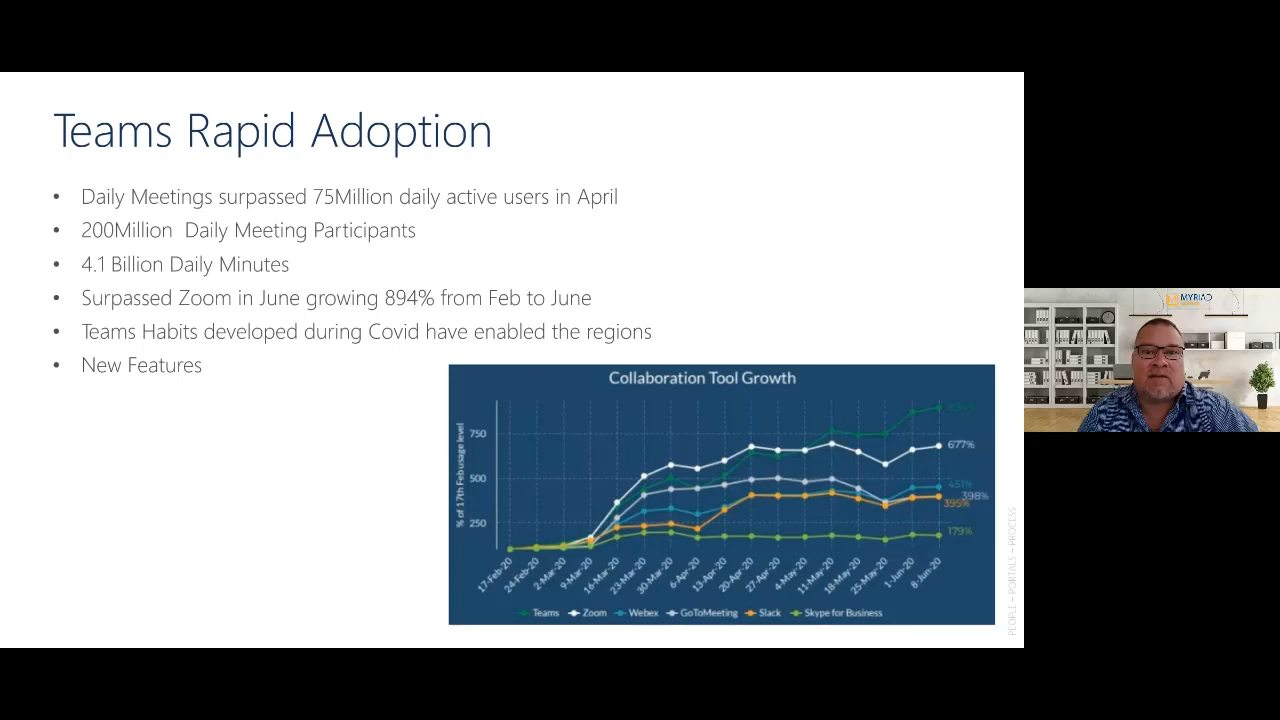 Teams Rapid Adoption
• Daily Meetings surpassed 75Million daily active users in April
• 200Million Daily Meeting Participants
• 4.1 Billion Daily Minutes
• Surpassed Zoom in June growing 894% from Feb to June
• Teams Habits developed during Covid have enabled the regions
• New Features
Collaboration Tool Growth
% of 17th Feb usage level
750
500
250
677%
451%
398%
395%
179%
17-Feb-20
24-Feb-20
2-Mar-20
9-Mar-20
16-Mar-20
23-Mar-20
30-Mar-20
6-Apr-20
13-Apr-20
20-Apr-20
27-Apr-20
4-May-20
11-May-20
18-May-20
25-May-20
1-Jun-20
8-Jun-20
Teams Zoom Webex GoToMeeting Slack Skype for Business
PEOPLE – PORTALS – PROCESS
MYRIAD